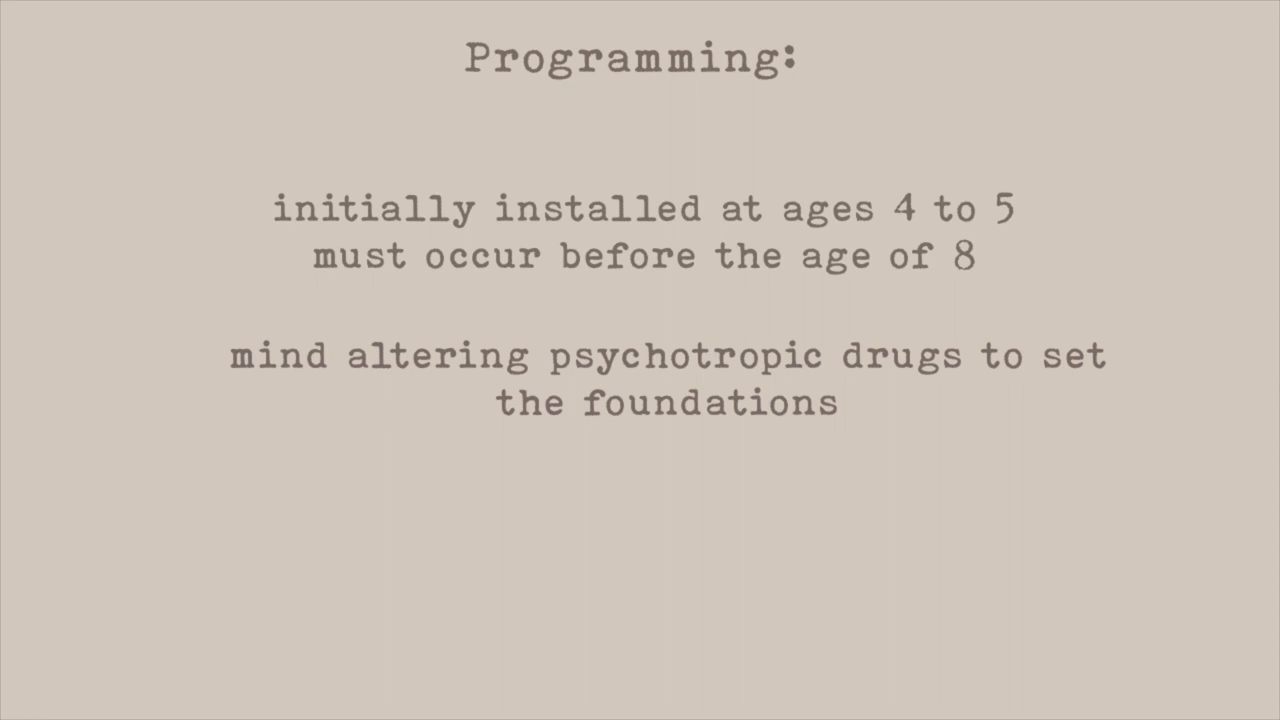 Programming:
initially installed at ages 4 to 5
must occur before the age of 8
mind altering psychotropic drugs to set
the foundations